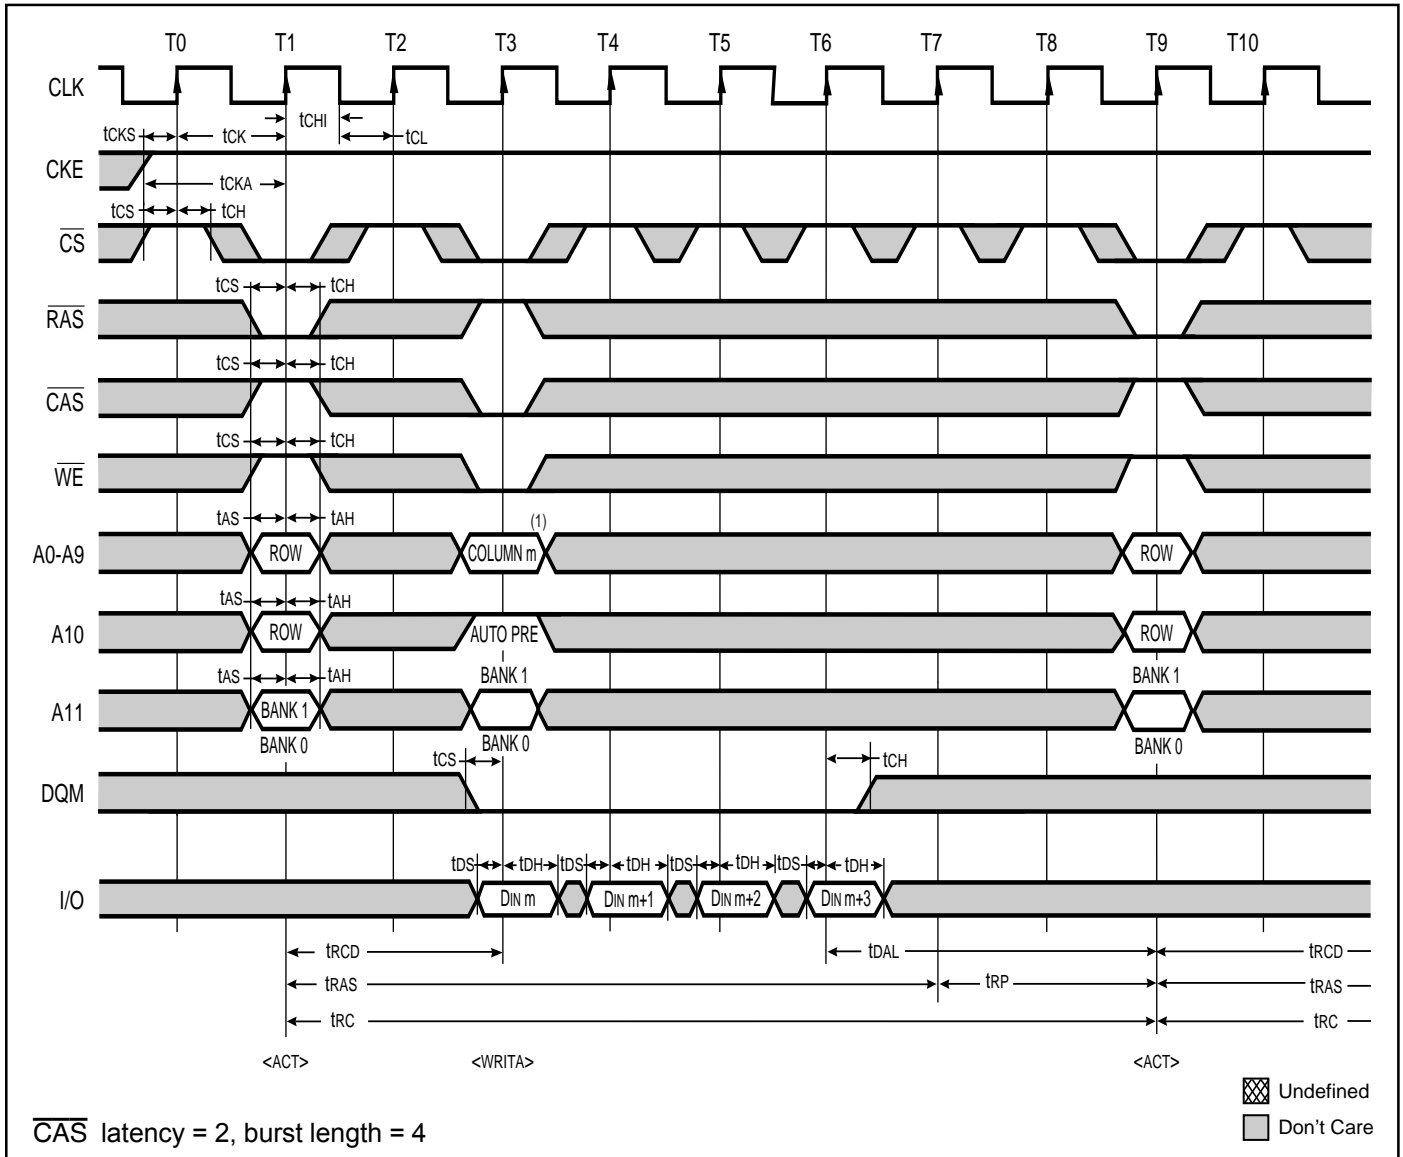 T0 T1 T2 T3 T4 T5 T6 T7 T8 T9 T10
CLK
tCHI
tCKS tCK tCL
CKE
tCKA
tCS tCH
CS
tCS tCH
RAS
tCS tCH
CAS
tCS tCH
WE
tAS tAH (1)
A0-A9 ROW COLUMN m ROW
tAS tAH
A10 ROW AUTO PRE ROW
tAS tAH BANK 1 BANK 1
A11 BANK 1
BANK 0 BANK 0 BANK 0
tCS tCH
DQM
tDS tDH tDS tDH tDS tDH tDS tDH
I/O DIN m DIN m+1 DIN m+2 DIN m+3
tRCD tDAL tRCD
tRAS tRP tRAS
tRC tRC
<ACT> <WRITA> <ACT>
Undefined
Don't Care
CAS latency = 2, burst length = 4